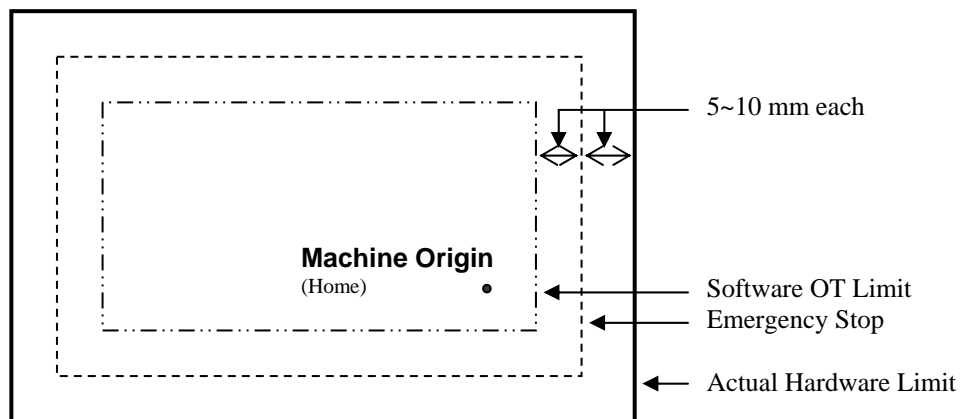 5~10 mm each
Machine Origin
(Home)
Software OT Limit
Emergency Stop
Actual Hardware Limit